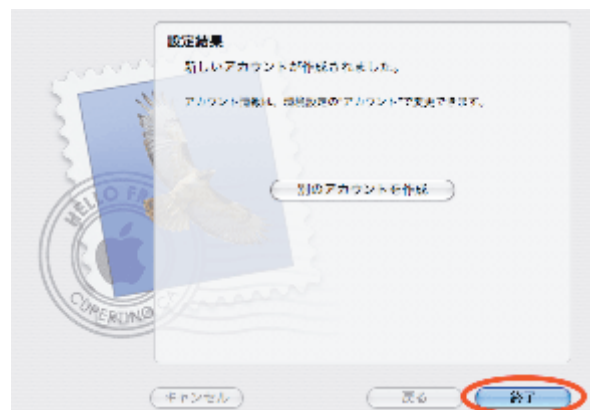 設定結果
新しいアカウントが作成されました。
アカウント情報は、環境設定の"アカウント"で変更できます。
別のアカウントを作成
HELLO FR
CUPERTINO C
キャンセル
戻る
終了